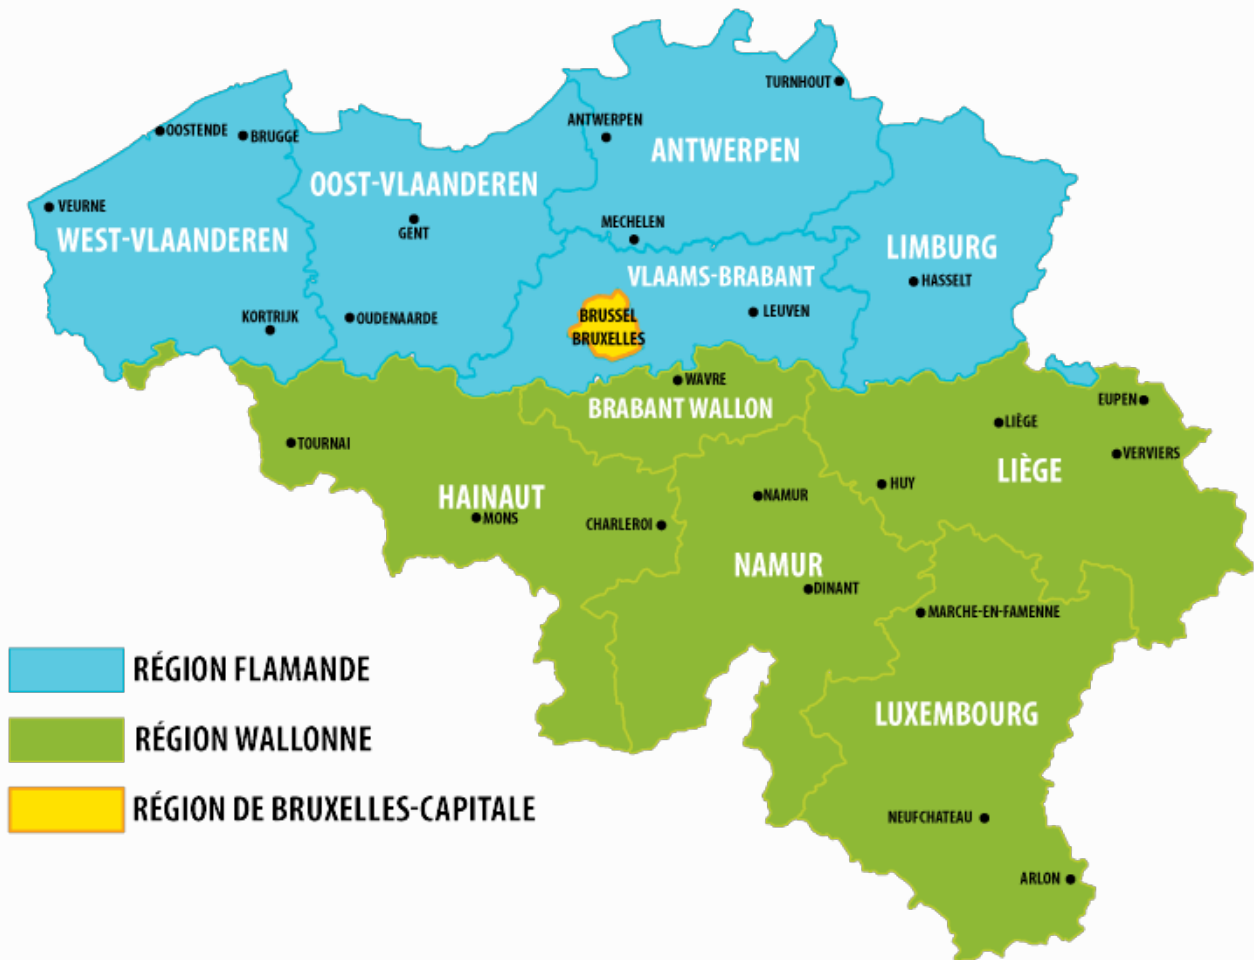 TURNHOUT
ANTWERPEN
OOSTENDE
BRUGGE
ANTWERPEN
OOST-VLAANDEREN
VEURNE
GENT
MECHELEN
WEST-VLAANDEREN
LIMBURG
VLAAMS-BRABANT
HASSELT
KORTRIJK
OUDENAARDE
BRUSSEL
BRUXELLES
LEUVEN
WAVRE
BRABANT WALLON
EUPEN
LIÈGE
TOURNAI
VERVIERS
LIÈGE
HUY
HAINAUT
MONS
NAMUR
CHARLEROI
NAMUR
DINANT
MARCHE-EN-FAMENNE
RÉGION FLAMANDE
LUXEMBOURG
RÉGION WALLONNE
RÉGION DE BRUXELLES-CAPITALE
NEUFCHATEAU
ARLON